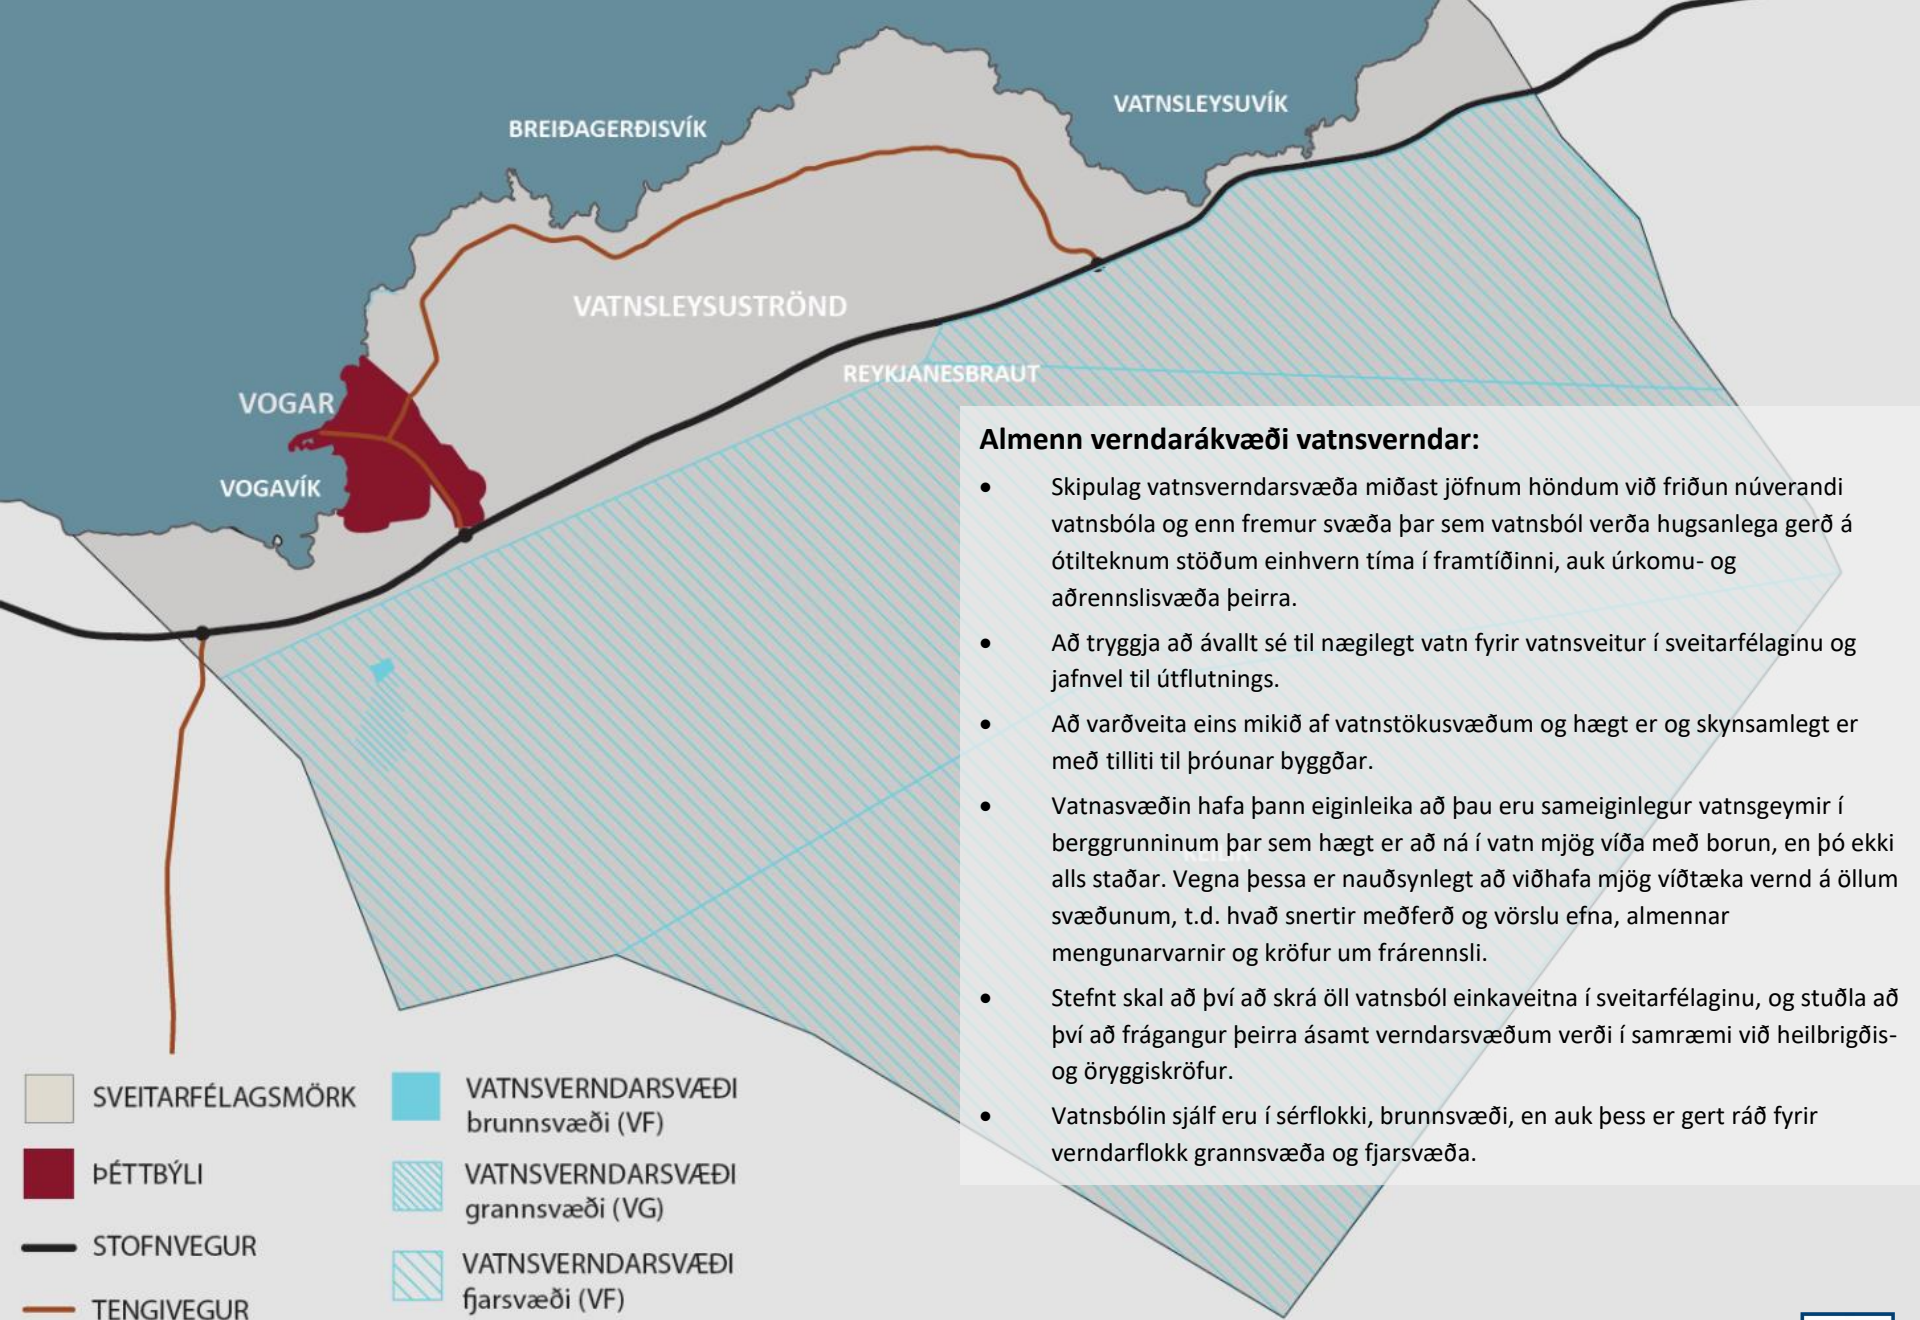 VATNSLEYSUVÍK
BREIÐAGERÐISVÍK
VATNSLEYSUSTRÖND
REYKJANESBRAUT
VOGAR
VOGAVÍK
Almenn verndarákvæði vatnsverndar:
• Skipulag vatnsverndarsvæða miðast jöfnum höndum við friðun núverandi
vatnsbóla og enn fremur svæða þar sem vatnsból verða hugsanlega gerð á
ótilteknum stöðum einhvern tíma í framtíðinni, auk úrkomu- og
aðrennslisvæða þeirra.
• Að tryggja að ávallt sé til nægilegt vatn fyrir vatnsveitur í sveitarfélaginu og
jafnvel til útflutnings.
• Að varðveita eins mikið af vatnstökusvæðum og hægt er og skynsamlegt er
með tilliti til þróunar byggðar.
• Vatnasvæðin hafa þann eiginleika að þau eru sameiginlegur vatnsgeymir í
berggrunninum þar sem hægt er að ná í vatn mjög víða með borun, en þó ekki
alls staðar. Vegna þessa er nauðsynlegt að viðhafa mjög víðtæka vernd á öllum
svæðunum, t.d. hvað snertir meðferð og vörslu efna, almennar
mengunarvarnir og kröfur um frárennsli.
• Stefnt skal að því að skrá öll vatnsból einkaveitna í sveitarfélaginu, og stuðla að
því að frágangur þeirra ásamt verndarsvæðum verði í samræmi við heilbrigðis-
og öryggiskröfur.
• Vatnsbólin sjálf eru í sérflokki, brunnsvæði, en auk þess er gert ráð fyrir
verndarflokk grannsvæða og fjarsvæða.
SVEITARFÉLAGSMÖRK
ÞÉTTBÝLI
STOFNVEGUR
TENGIVEGUR
VATNSVERNDARSVÆÐI
brunnsvæði (VF)
VATNSVERNDARSVÆÐI
grannsvæði (VG)
VATNSVERNDARSVÆÐI
fjarsvæði (VF)